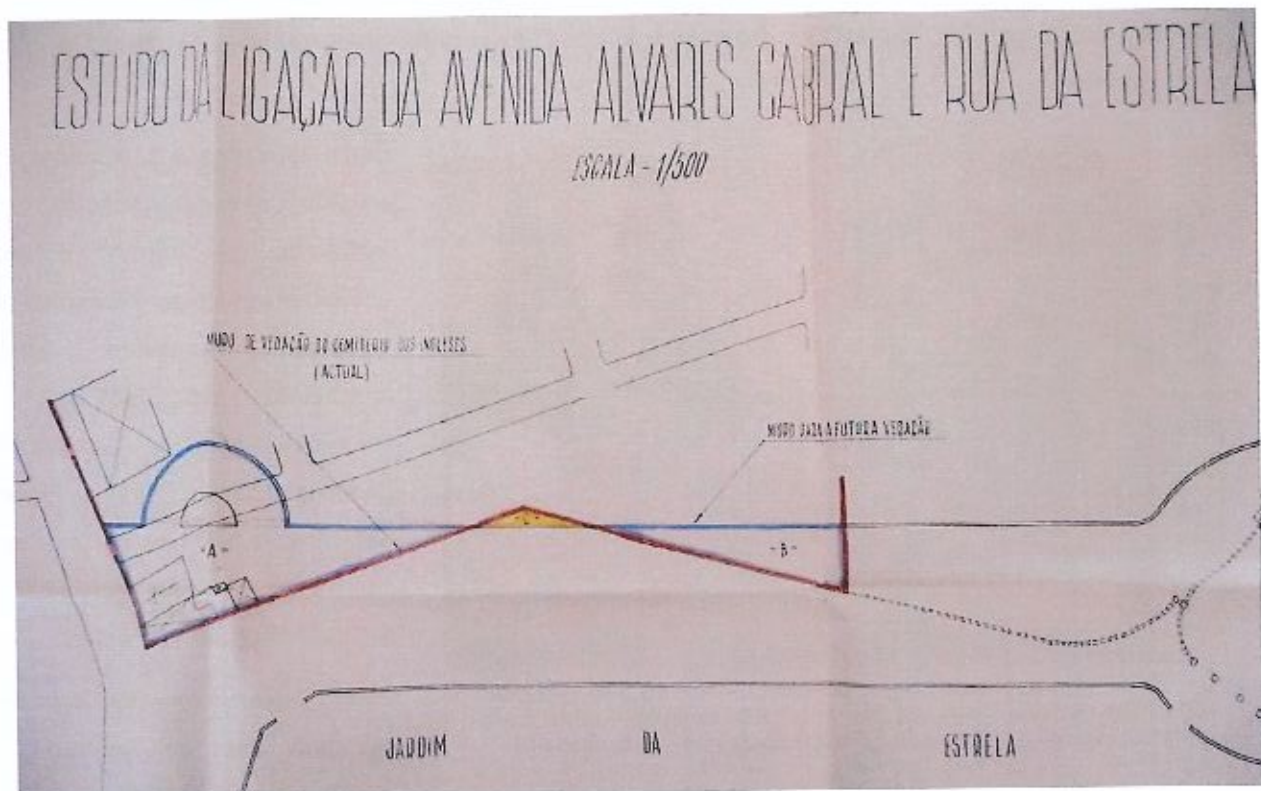 ESTUDO DA LIGAÇÃO DA AVENIDA ALVARES CABRAL E RUA DA ESTRELA
ESCALA - 1/500
MURO DE VEDAÇÃO DO CEMITERIO DOS INGLESES
(ACTUAL)
MURO PARA A FUTURA VEDAÇÃO
-A-
-B-
JARDIM DA ESTRELA